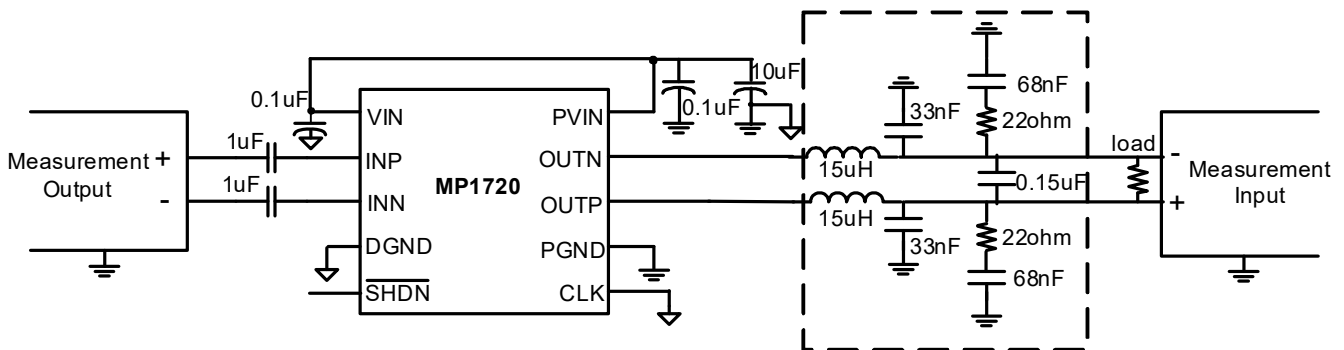 10uF
0.1uF
0.1uF
VIN
PVIN
1uF
INP
OUTN
Measurement
Output
+
-
MP1720
1uF
INN
OUTP
DGND
PGND
SHDN
CLK
68nF
33nF
22ohm
15uH
0.15uF
15uH
33nF
22ohm
68nF
load
-
+
Measurement
Input